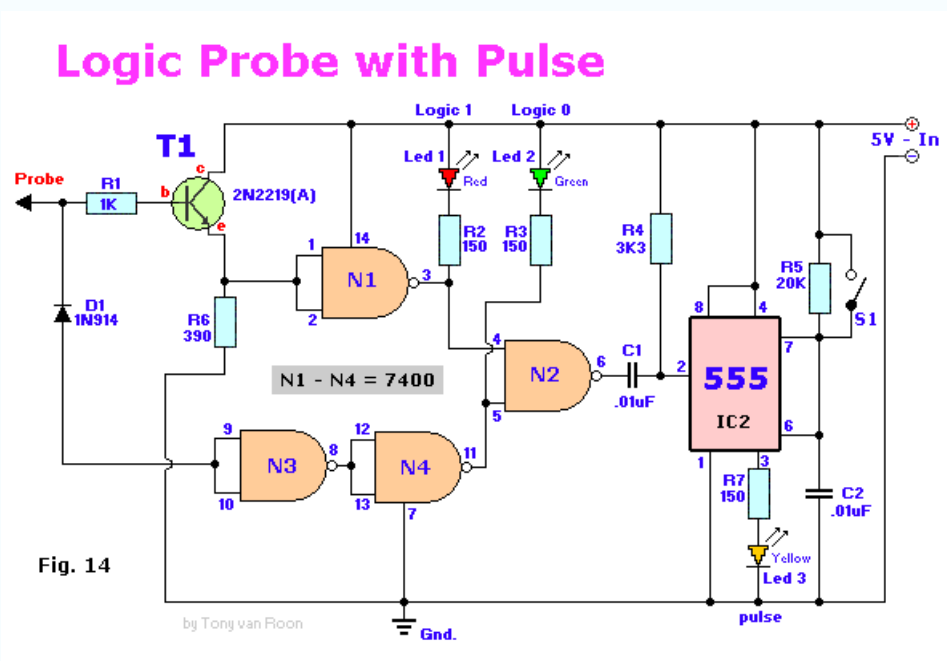 Logic Probe with Pulse
Logic 1
Logic 0
5V - In
T1
c
b
e
2N2219(A)
Probe
R1
1K
Led 1
Red
Led 2
Green
R2
150
R3
150
R4
3K3
R5
20K
S1
D1
1N914
R6
390
1
2
14
N1
3
N1 - N4 = 7400
4
5
N2
6
C1
.01uF
2
8
4
7
6
555
IC2
1
3
9
10
N3
8
12
13
N4
11
7
R7
150
C2
.01uF
Yellow
Led 3
pulse
Fig. 14
by Tony van Roon
Gnd.